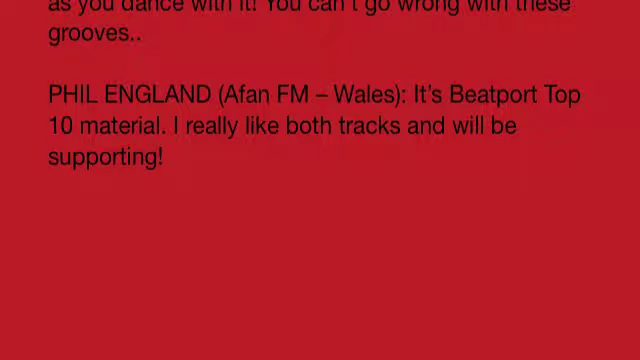 as you dance with it! You can't go wrong with these
grooves..
PHIL ENGLAND (Afan FM – Wales): It's Beatport Top
10 material. I really like both tracks and will be
supporting!